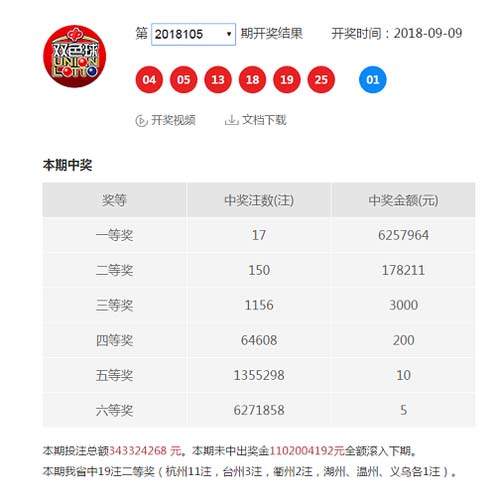 第 2018105 期开奖结果 开奖时间：2018-09-09
双色球
UNION
LOTTO
04 05 13 18 19 25 01
开奖视频 文档下载
本期中奖
奖等 中奖注数(注) 中奖金额(元)
一等奖 17 6257964
二等奖 150 178211
三等奖 1156 3000
四等奖 64608 200
五等奖 1355298 10
六等奖 6271858 5
本期投注总额343324268 元。本期未中出奖金1102004192元全额滚入下期。
本期我省中19注二等奖（杭州11注，台州3注，衢州2注，湖州、温州、义乌各1注）。